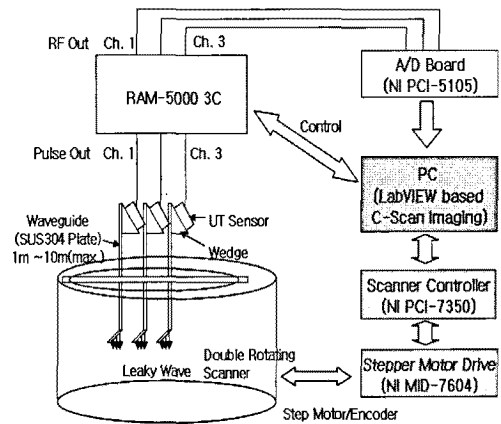 RF Out Ch. 1 Ch. 3
RAM-5000 3C
Pulse Out Ch. 1 Ch. 3
A/D Board
(NI PCI-5105)
Control
PC
(LabVIEW based
C-Scan Imaging)
Waveguide
(SUS304 Plate)
1m ~10m(max.)
UT Sensor
Wedge
Scanner Controller
(NI PCI-7350)
Leaky Wave
Double Rotating
Scanner
Stepper Motor Drive
(NI MID-7604)
Step Motor/Encoder